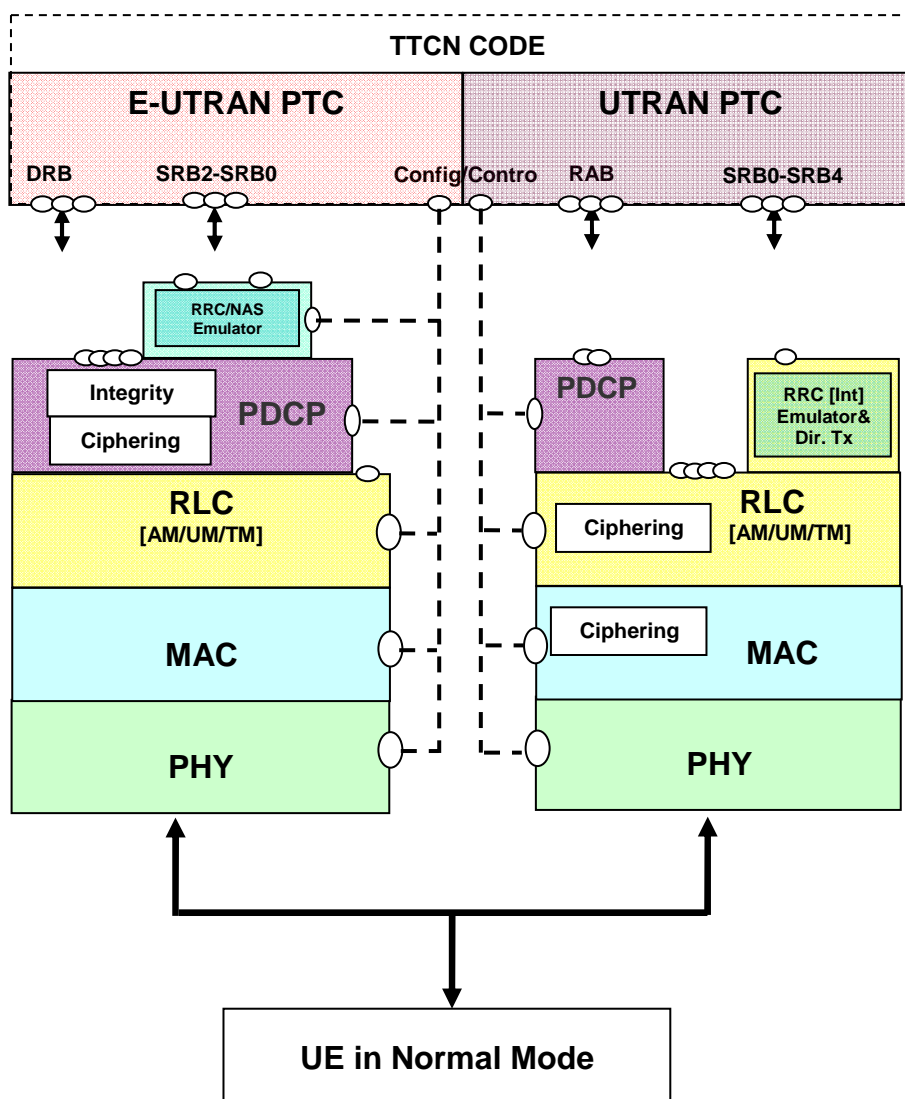 TTCN CODE
E-UTRAN PTC
UTRAN PTC
DRB
SRB2-SRB0
Config/Contro
RAB
SRB0-SRB4
RRC/NAS
Emulator
Integrity
Ciphering
PDCP
PDCP
RRC [Int]
Emulator&
Dir. Tx
RLC
[AM/UM/TM]
Ciphering
RLC
[AM/UM/TM]
MAC
Ciphering
MAC
PHY
PHY
UE in Normal Mode